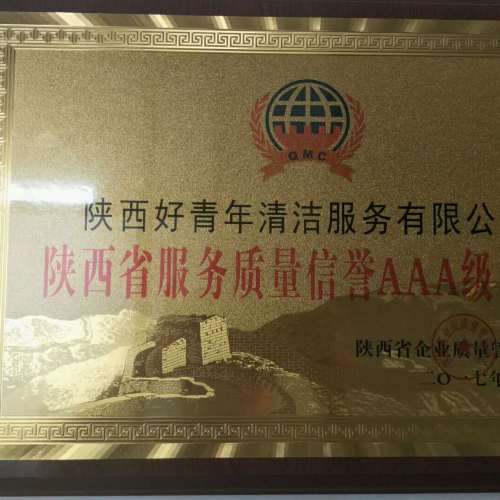 GMC
陕西好青年清洁服务有限公
陕西省服务质量信誉AAA级
陕西省企业质量
二〇一七年